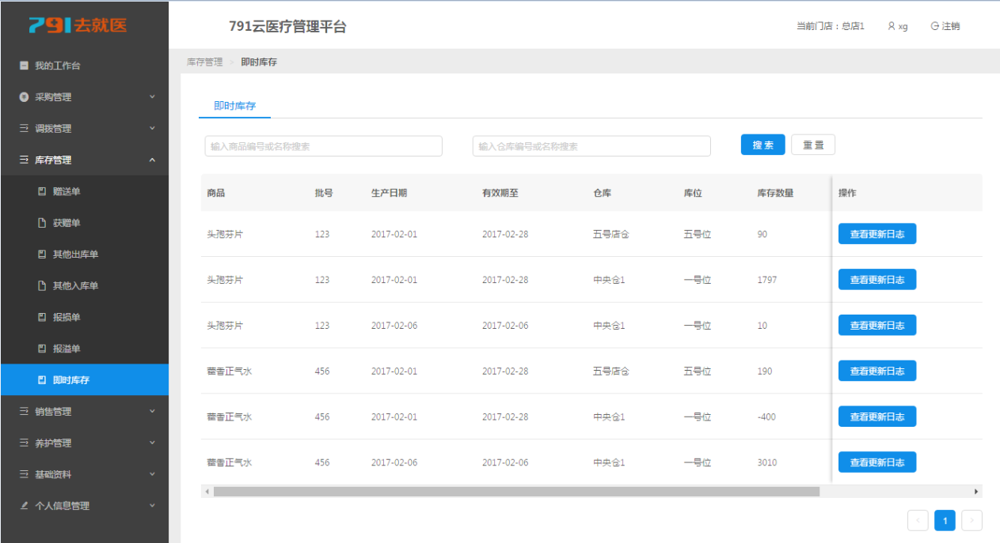 791去就医
791云医疗管理平台
当前门店：总店1 xg 注销
我的工作台
采购管理
调拨管理
库存管理
赠送单
获赠单
其他出库单
其他入库单
报损单
报溢单
即时库存
销售管理
养护管理
基础资料
个人信息管理
库存管理 > 即时库存
即时库存
输入商品编号或名称搜索 输入仓库编号或名称搜索 搜 索 重 置
商品 批号 生产日期 有效期至 仓库 库位 库存数量 操作
头孢芬片 123 2017-02-01 2017-02-28 五号店仓 五号位 90 查看更新日志
头孢芬片 123 2017-02-01 2017-02-28 中央仓1 一号位 1797 查看更新日志
头孢芬片 123 2017-02-06 2017-02-06 中央仓1 一号位 10 查看更新日志
藿香正气水 456 2017-02-01 2017-02-28 五号店仓 五号位 190 查看更新日志
藿香正气水 456 2017-02-01 2017-02-28 中央仓1 一号位 -400 查看更新日志
藿香正气水 456 2017-02-06 2017-02-06 中央仓1 一号位 3010 查看更新日志
< 1 >